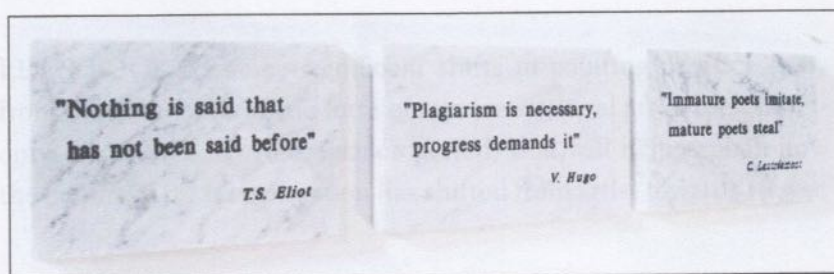 "Nothing is said that
has not been said before"
T.S. Eliot
"Plagiarism is necessary,
progress demands it"
V. Hugo
"Immature poets imitate,
mature poets steal"
C.